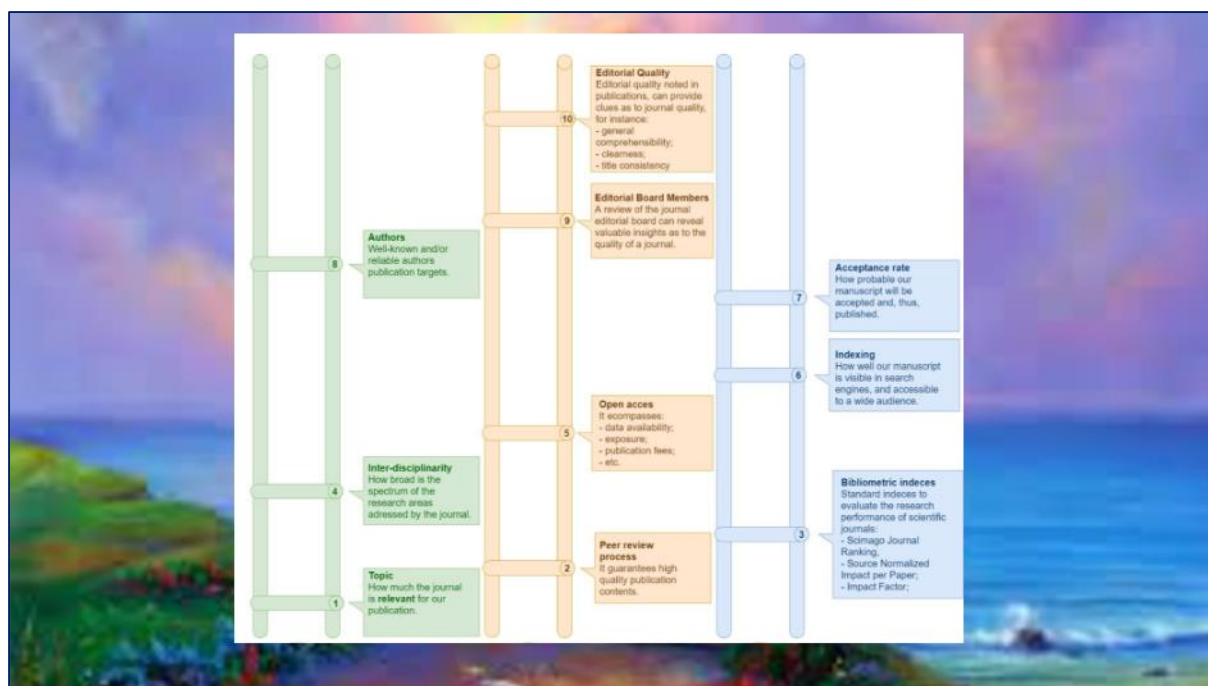 8
Authors
Well-known and/or
reliable authors
publication targets.
4
Inter-disciplinarity
How broad is the
spectrum of the
research areas
adressed by the journal.
1
Topic
How much the journal
is relevant for our
publication.
10
Editorial Quality
Editorial quality noted in
publications, can provide
clues as to journal quality,
for instance:
- general
comprehensibility;
- clearness;
- title consistency
9
Editorial Board Members
A review of the journal
editorial board can reveal
valuable insights as to the
quality of a journal.
5
Open acces
It ecompasses:
- data availability;
- exposure;
- publication fees;
- etc.
2
Peer review
process
It guarantees high
quality publication
contents.
7
Acceptance rate
How probable our
manuscript will be
accepted and, thus,
published.
6
Indexing
How well our manuscript
is visible in search
engines, and accessible
to a wide audience.
3
Bibliometric indeces
Standard indeces to
evaluate the research
performance of scientific
journals:
- Scimago Journal
Ranking,
- Source Normalized
Impact per Paper;
- Impact Factor;